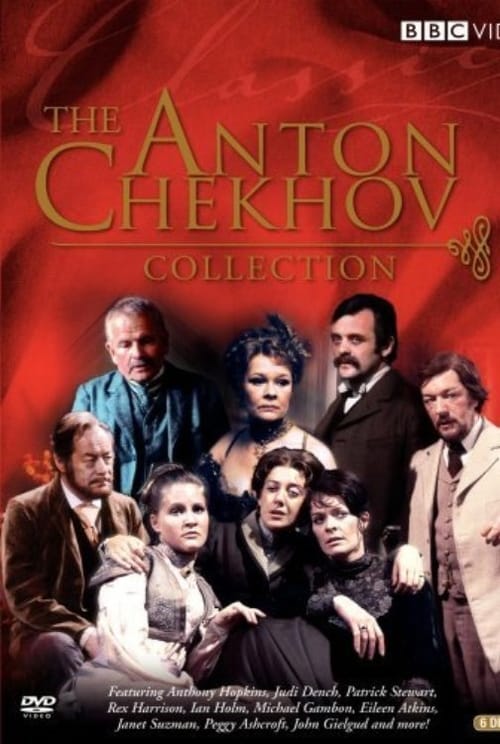 BBC VID
Classic
THE ANTON
CHEKHOV
COLLECTION
Featuring Anthony Hopkins, Judi Dench, Patrick Stewart,
Rex Harrison, Ian Holm, Michael Gambon, Eileen Atkins,
Janet Suzman, Peggy Ashcroft, John Gielgud and more!
DVD
VIDEO
6 DI